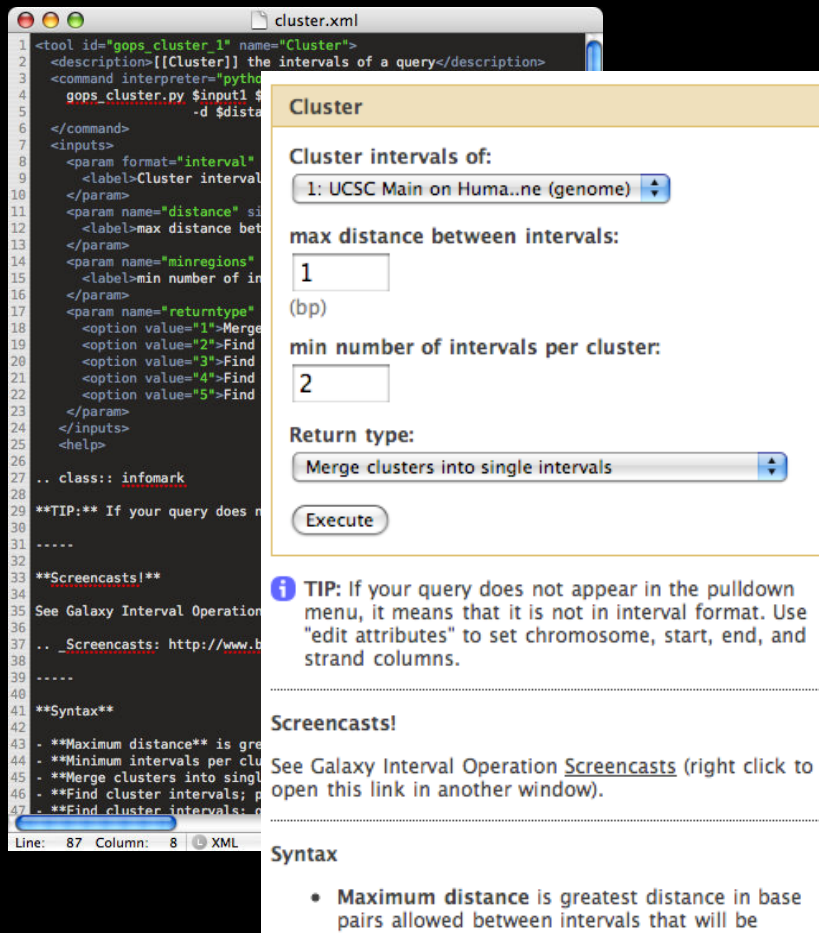 cluster.xml
1 <tool id="gops_cluster_1" name="Cluster">
2 <description>[[Cluster]] the intervals of a query</description>
3 <command interpreter="pytho
4 gops_cluster.py $input1 $
5 -d $dista
6 </command>
7 <inputs>
8 <param format="interval"
9 <label>Cluster interval
10 </param>
11 <param name="distance" si
12 <label>max distance bet
13 </param>
14 <param name="minregions"
15 <label>min number of in
16 </param>
17 <param name="returntype"
18 <option value="1">Merge
19 <option value="2">Find
20 <option value="3">Find
21 <option value="4">Find
22 <option value="5">Find
23 </param>
24 </inputs>
25 <help>
26
27 .. class:: infomark
28
29 **TIP:** If your query does n
30
31 -----
32
33 **Screencasts!**
34
35 See Galaxy Interval Operation
36
37 .. _Screencasts: http://www.b
38
39 -----
40
41 **Syntax**
42
43 - **Maximum distance** is gre
44 - **Minimum intervals per clu
45 - **Merge clusters into singl
46 - **Find cluster intervals; p
47 - **Find cluster intervals; o
Line: 87 Column: 8 L XML
Cluster
Cluster intervals of:
1: UCSC Main on Huma..ne (genome)
max distance between intervals:
1
(bp)
min number of intervals per cluster:
2
Return type:
Merge clusters into single intervals
Execute
i TIP: If your query does not appear in the pulldown
menu, it means that it is not in interval format. Use
"edit attributes" to set chromosome, start, end, and
strand columns.
Screencasts!
See Galaxy Interval Operation Screencasts (right click to
open this link in another window).
Syntax
• Maximum distance is greatest distance in base
pairs allowed between intervals that will be